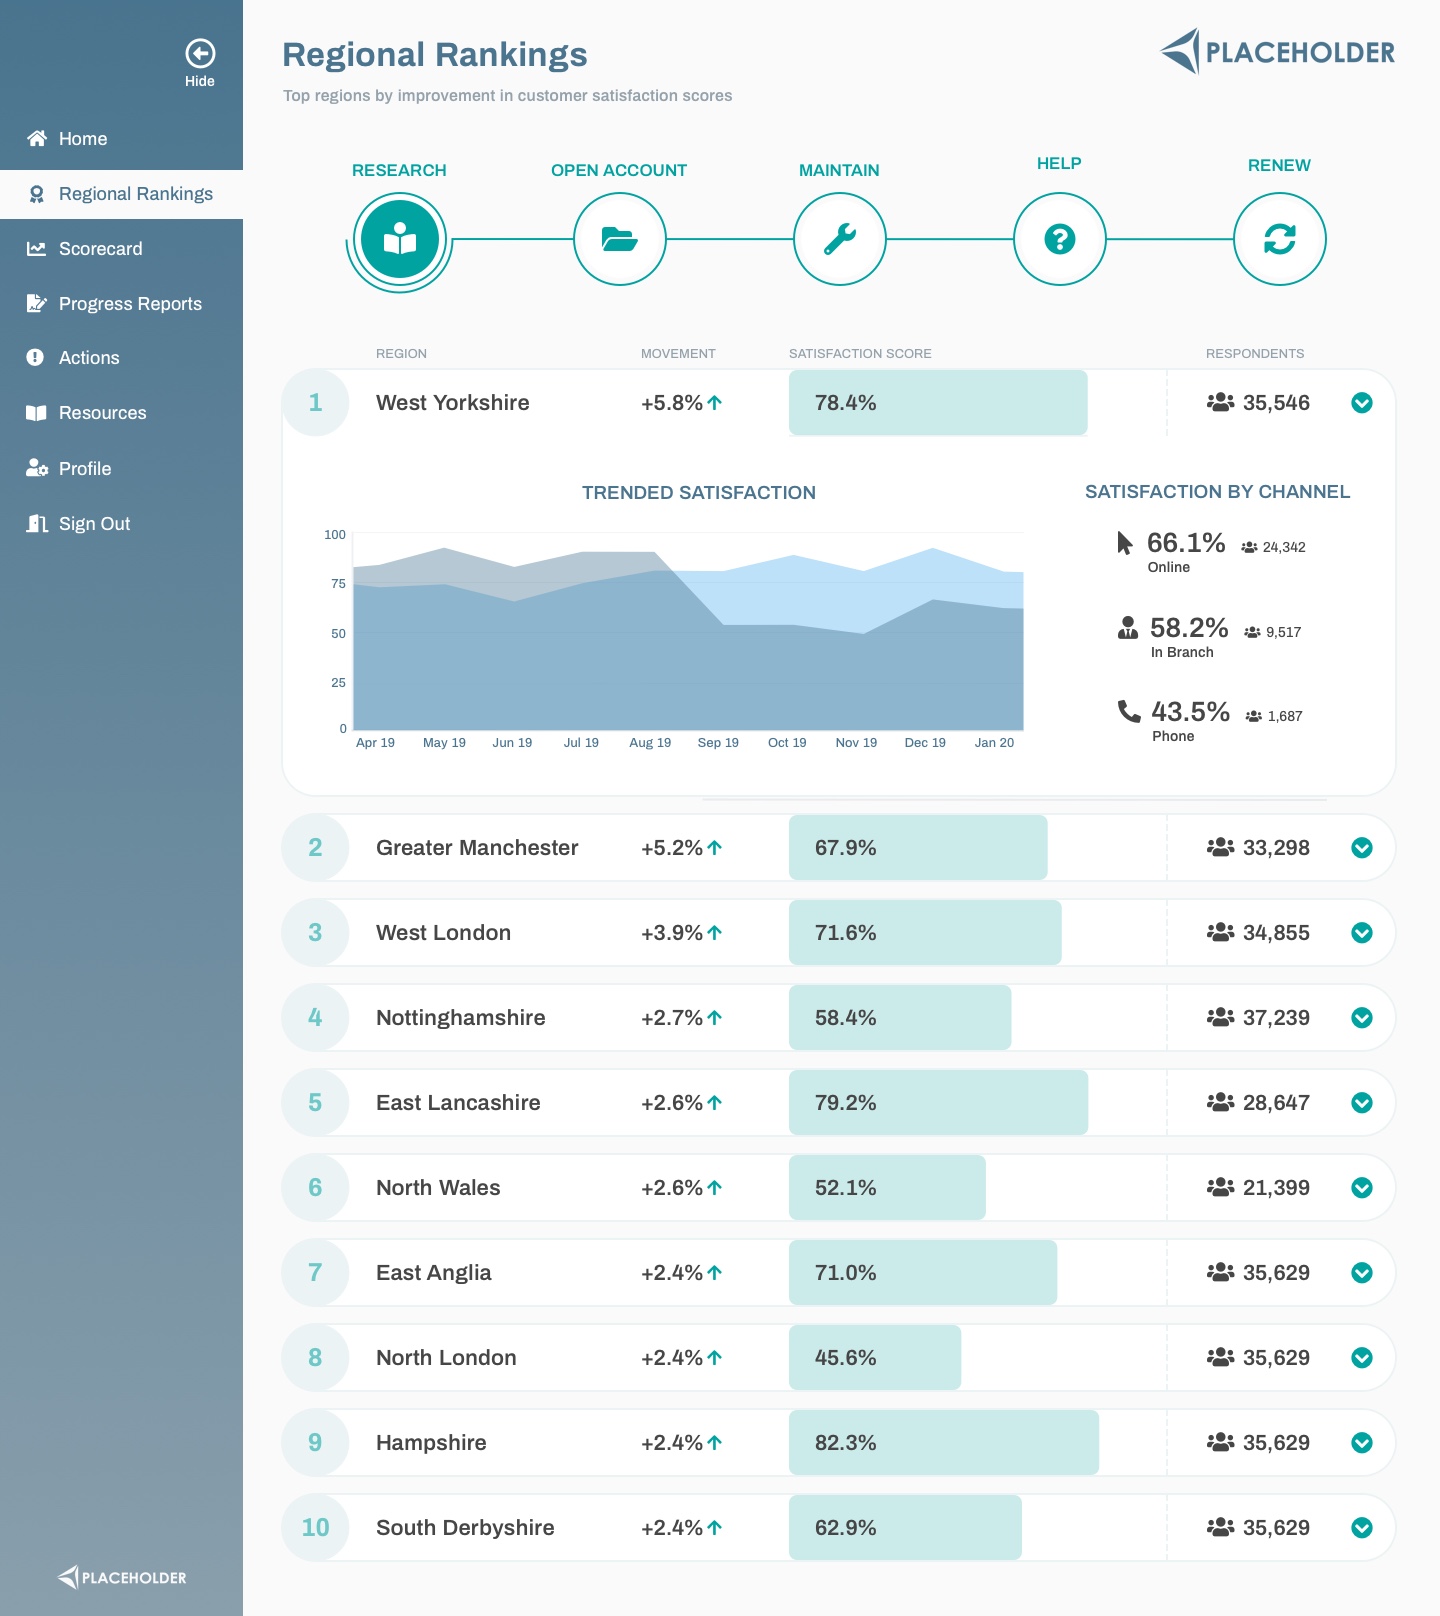 Hide
Home
Regional Rankings
Scorecard
Progress Reports
Actions
Resources
Profile
Sign Out
PLACEHOLDER
Regional Rankings
PLACEHOLDER
Top regions by improvement in customer satisfaction scores
RESEARCH OPEN ACCOUNT MAINTAIN HELP RENEW
REGION MOVEMENT SATISFACTION SCORE RESPONDENTS
1 West Yorkshire +5.8% 78.4% 35,546
TRENDED SATISFACTION
100
75
50
25
0
Apr 19 May 19 Jun 19 Jul 19 Aug 19 Sep 19 Oct 19 Nov 19 Dec 19 Jan 20
SATISFACTION BY CHANNEL
66.1% 24,342
Online
58.2% 9,517
In Branch
43.5% 1,687
Phone
2 Greater Manchester +5.2% 67.9% 33,298
3 West London +3.9% 71.6% 34,855
4 Nottinghamshire +2.7% 58.4% 37,239
5 East Lancashire +2.6% 79.2% 28,647
6 North Wales +2.6% 52.1% 21,399
7 East Anglia +2.4% 71.0% 35,629
8 North London +2.4% 45.6% 35,629
9 Hampshire +2.4% 82.3% 35,629
10 South Derbyshire +2.4% 62.9% 35,629